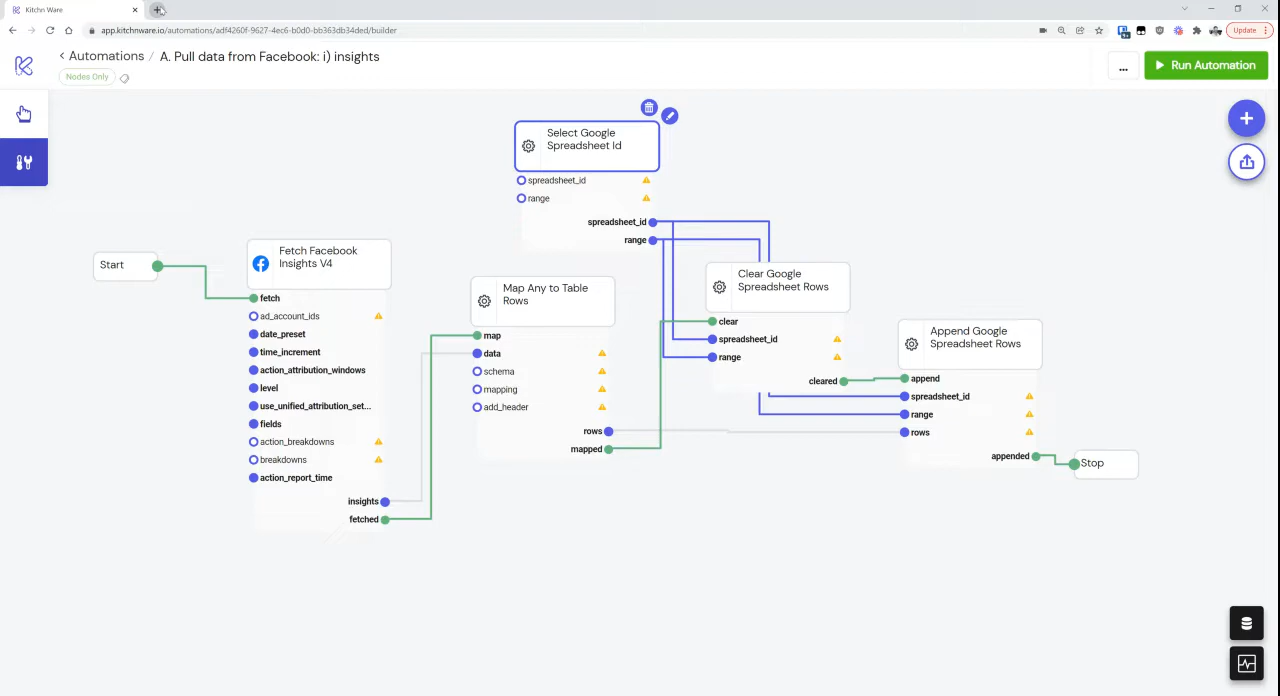 Kitchn Ware
app.kitchnware.io/automations/adf4260f-9627-4ec6-b0d0-bb363db34ded/builder
Update
< Automations / A. Pull data from Facebook: i) insights
Nodes Only
...
Run Automation
Select Google
Spreadsheet Id
spreadsheet_id
range
spreadsheet_id
range
Start
Fetch Facebook
Insights V4
fetch
ad_account_ids
date_preset
time_increment
action_attribution_windows
level
use_unified_attribution_set...
fields
action_breakdowns
breakdowns
action_report_time
insights
fetched
Map Any to Table
Rows
map
data
schema
mapping
add_header
rows
mapped
Clear Google
Spreadsheet Rows
clear
spreadsheet_id
range
cleared
Append Google
Spreadsheet Rows
append
spreadsheet_id
range
rows
appended
Stop